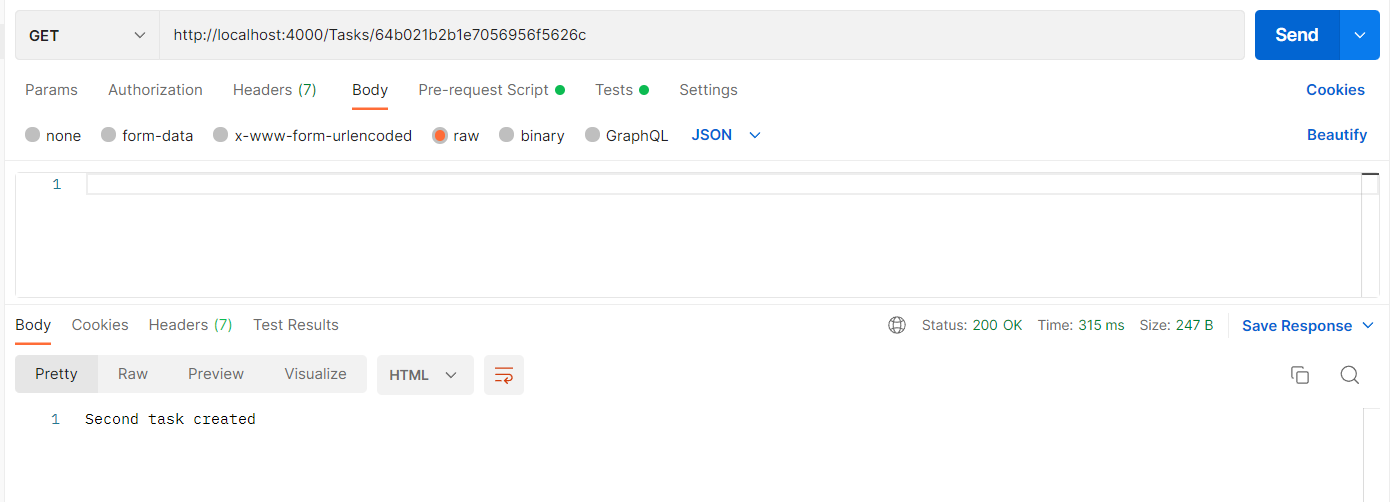 GET http://localhost:4000/Tasks/64b021b2b1e7056956f5626c Send
Params Authorization Headers (7) Body Pre-request Script Tests Settings Cookies
none form-data x-www-form-urlencoded raw binary GraphQL JSON Beautify
1
Body Cookies Headers (7) Test Results Status: 200 OK Time: 315 ms Size: 247 B Save Response
Pretty Raw Preview Visualize HTML
1 Second task created